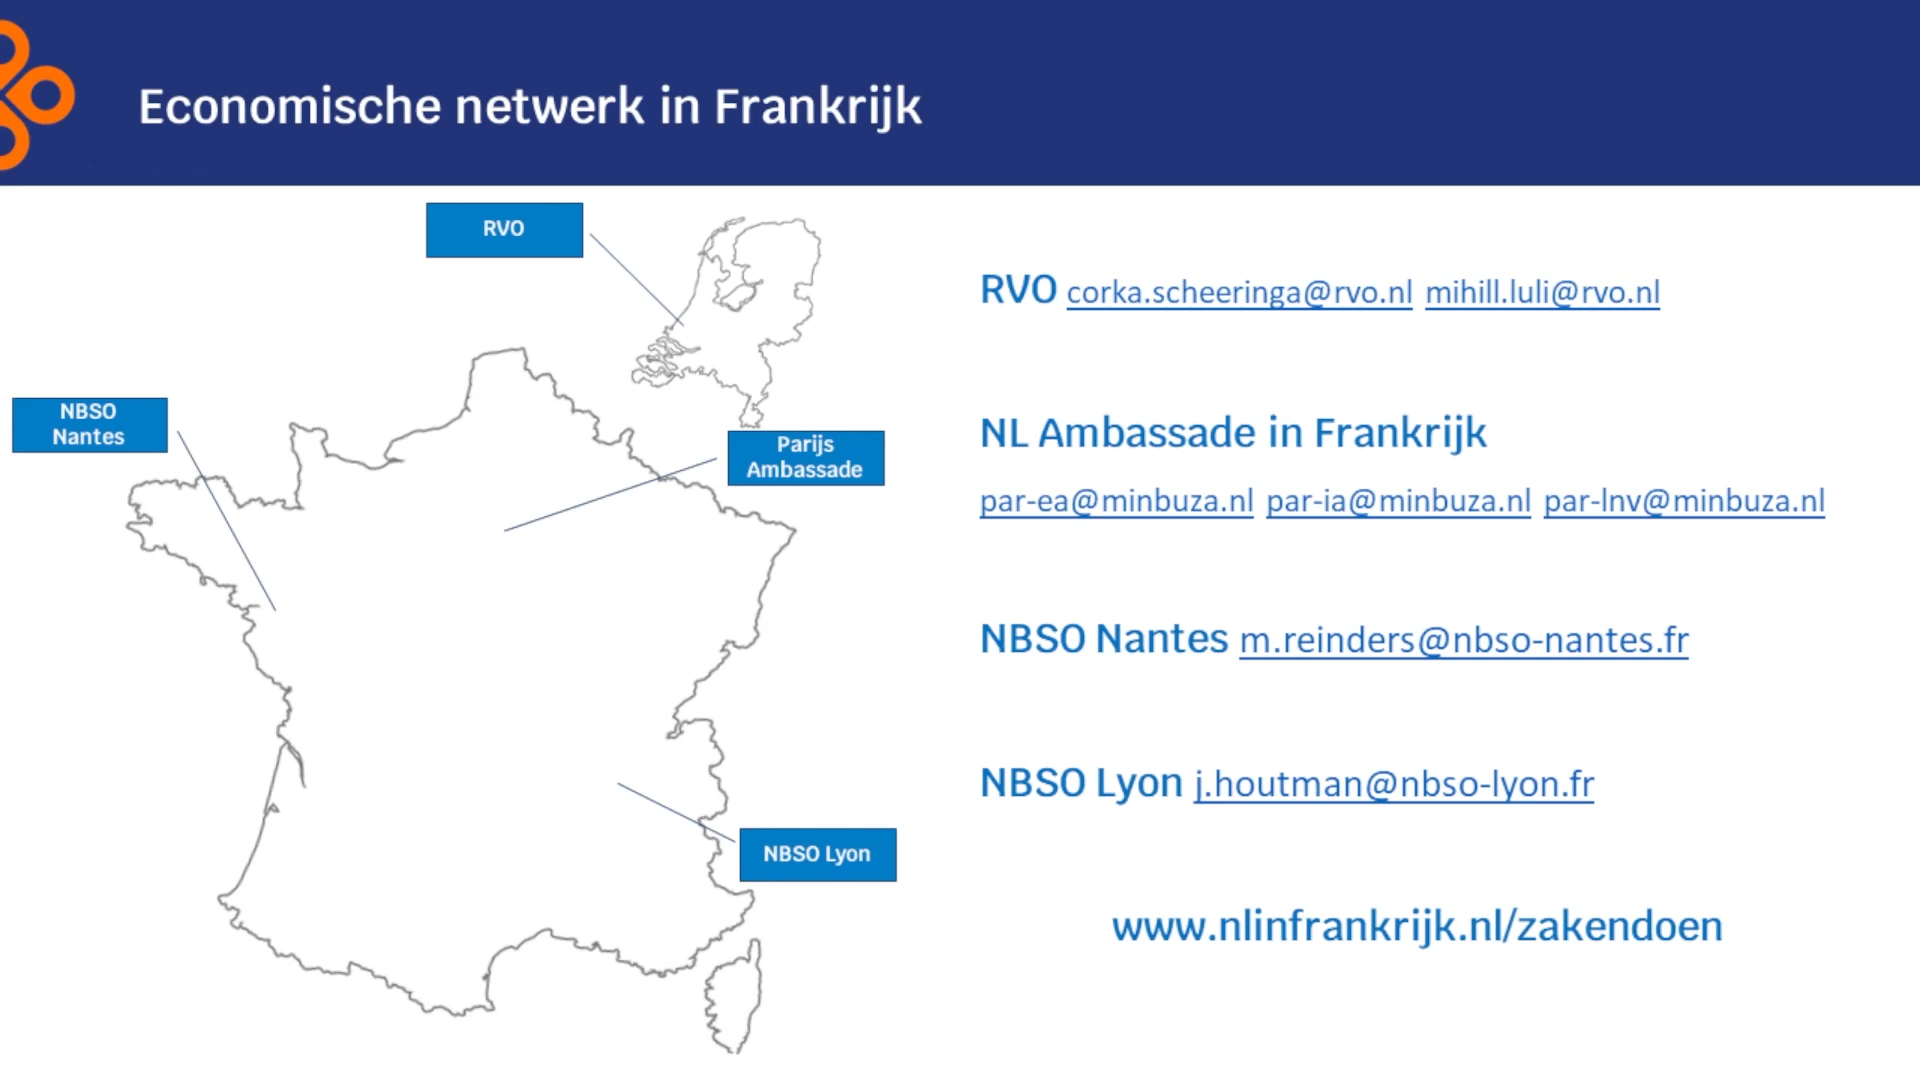 Economische netwerk in Frankrijk
RVO
NBSO
Nantes
Parijs
Ambassade
NBSO Lyon
RVO corka.scheeringa@rvo.nl mihill.luli@rvo.nl
NL Ambassade in Frankrijk
par-ea@minbuza.nl par-ia@minbuza.nl par-lnv@minbuza.nl
NBSO Nantes m.reinders@nbso-nantes.fr
NBSO Lyon j.houtman@nbso-lyon.fr
www.nlinfrankrijk.nl/zakendoen